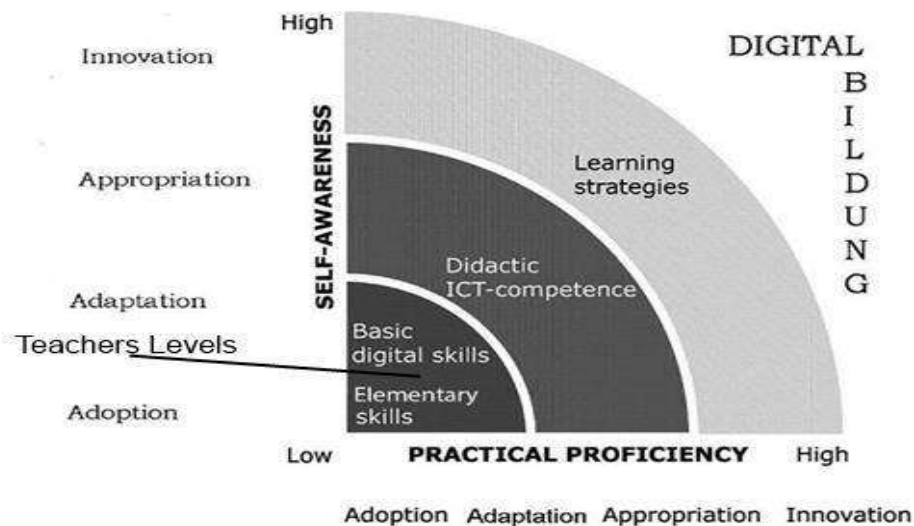 High
Innovation
DIGITAL
BILDUNG
SELF-AWARENESS
Appropriation
Learning
strategies
Didactic
ICT-competence
Adaptation
Basic
digital skills
Teachers Levels
Elementary
skills
Adoption
Low
PRACTICAL PROFICIENCY
High
Adoption Adaptation Appropriation Innovation